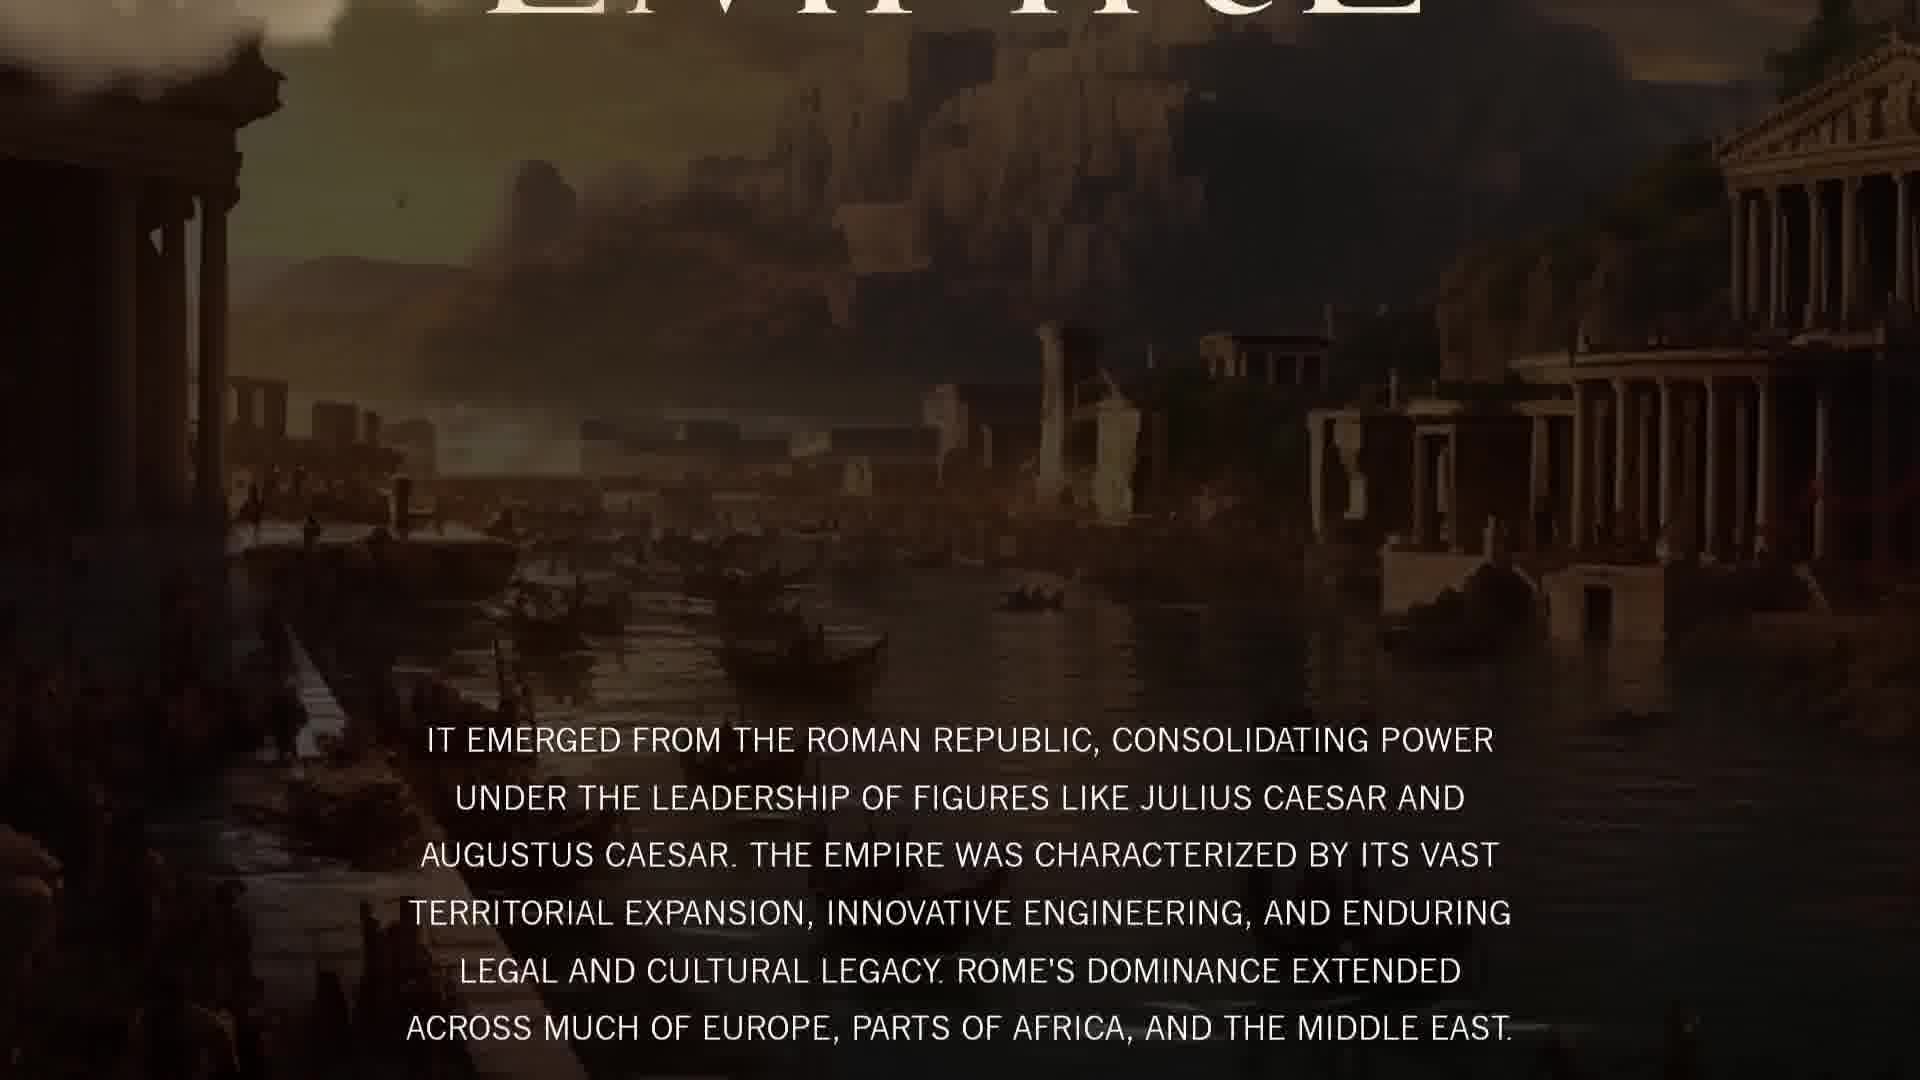 IT EMERGED FROM THE ROMAN REPUBLIC, CONSOLIDATING POWER
UNDER THE LEADERSHIP OF FIGURES LIKE JULIUS CAESAR AND
AUGUSTUS CAESAR. THE EMPIRE WAS CHARACTERIZED BY ITS VAST
TERRITORIAL EXPANSION, INNOVATIVE ENGINEERING, AND ENDURING
LEGAL AND CULTURAL LEGACY. ROME'S DOMINANCE EXTENDED
ACROSS MUCH OF EUROPE, PARTS OF AFRICA, AND THE MIDDLE EAST.